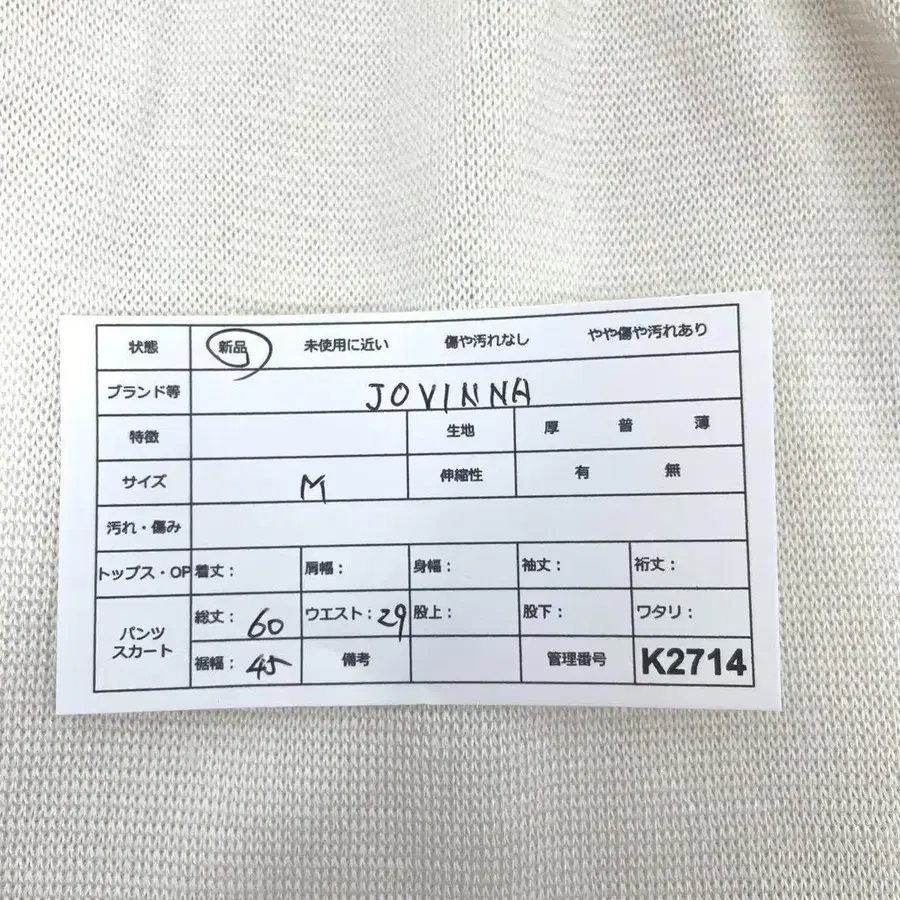 状態 新品 未使用に近い 傷や汚れなし やや傷や汚れあり
ブランド等 JOVINNA
特徴 生地 厚 普 薄
サイズ M 伸縮性 有 無
汚れ・傷み
トップス・OP 着丈： 肩幅： 身幅： 袖丈： 裄丈：
パンツ
スカート
総丈：60 ウエスト：29 股上： 股下： ワタリ：
裾幅：45 備考 管理番号 K2714